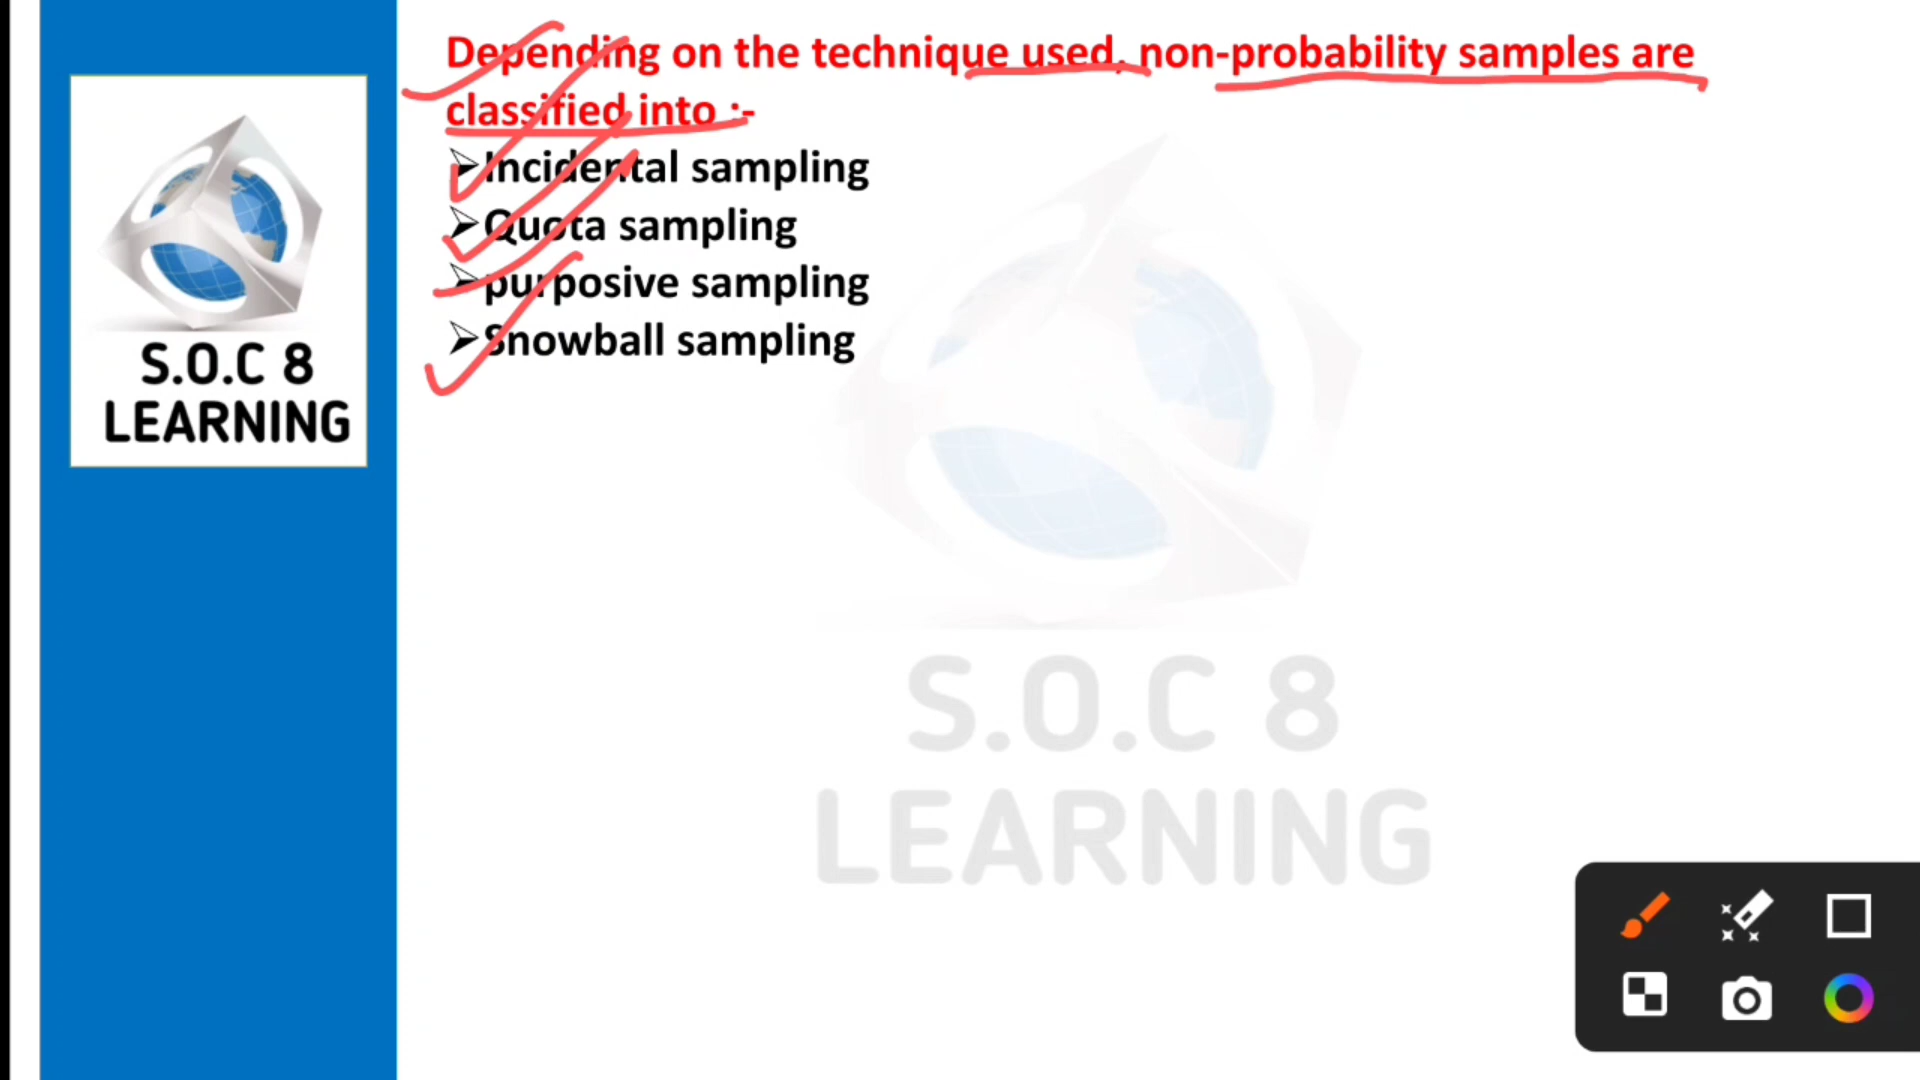 Depending on the technique used, non-probability samples are
classified into :-
➢Incidental sampling
➢Quota sampling
➢purposive sampling
➢Snowball sampling
S.O.C 8
LEARNING
S.O.C 8
LEARNING